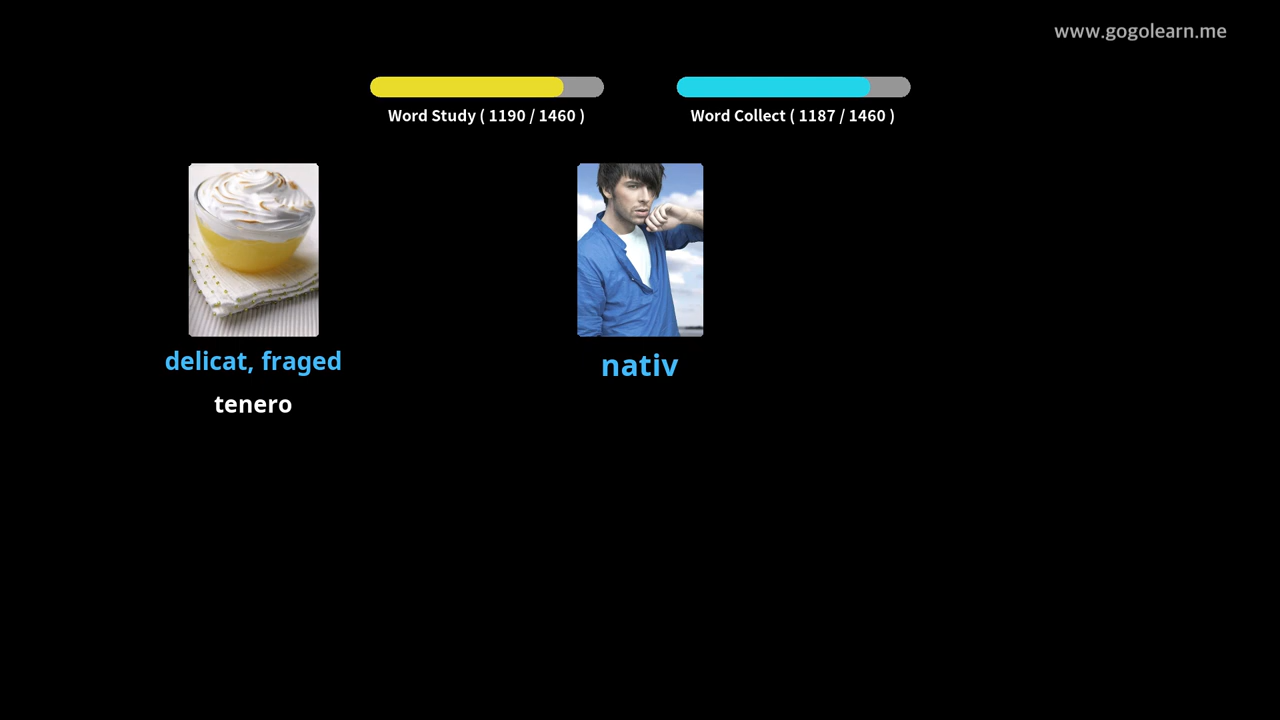 www.gogolearn.me
Word Study ( 1190 / 1460 )
Word Collect ( 1187 / 1460 )
delicat, fraged
tenero
nativ